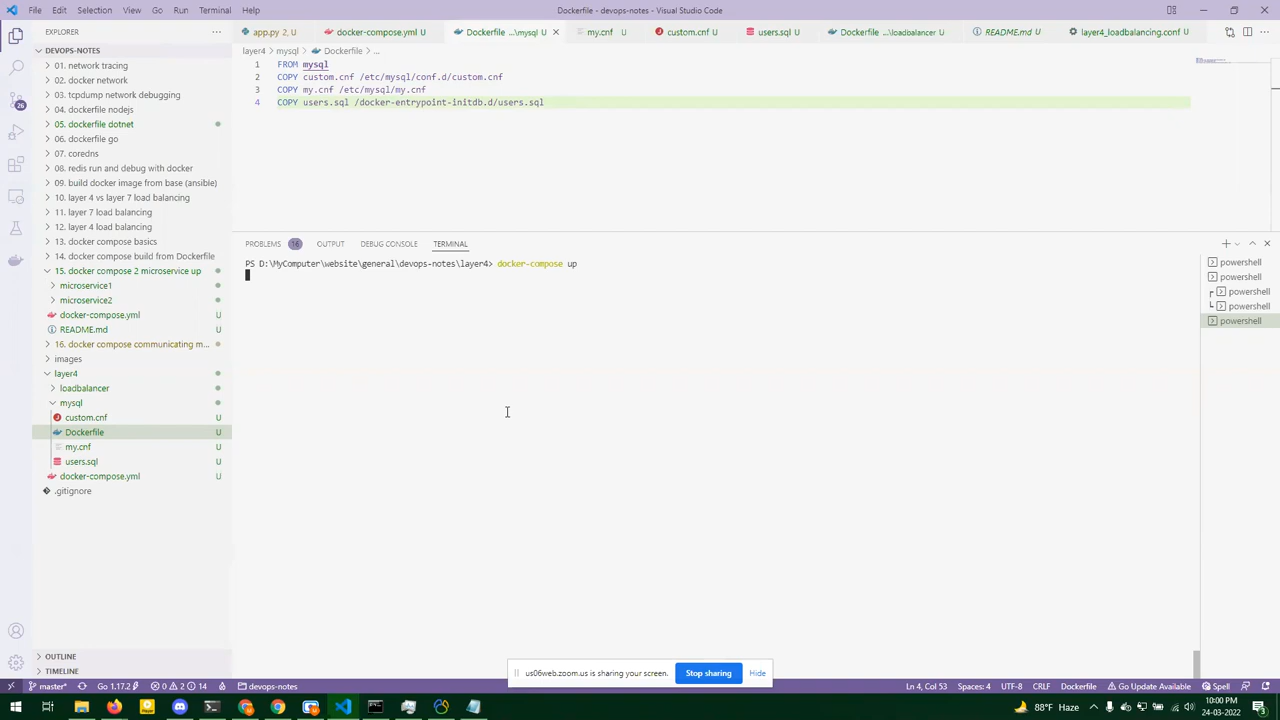 File Edit Selection View Go Run Terminal Help
Dockerfile - devops-notes - Visual Studio Code
EXPLORER
app.py 2, U
docker-compose.yml U
Dockerfile ...\mysql U
my.cnf U
custom.cnf U
users.sql U
Dockerfile ...\loadbalancer U
README.md U
layer4_loadbalancing.conf U
DEVOPS-NOTES
layer4 > mysql > Dockerfile > ...
01. network tracing
02. docker network
03. tcpdump network debugging
04. dockerfile nodejs
05. dockerfile dotnet
06. dockerfile go
07. coredns
08. redis run and debug with docker
09. build docker image from base (ansible)
10. layer 4 vs layer 7 load balancing
11. layer 7 load balancing
12. layer 4 load balancing
13. docker compose basics
14. docker compose build from Dockerfile
15. docker compose 2 microservice up
microservice1
microservice2
docker-compose.yml U
README.md U
16. docker compose communicating m...
images
layer4
loadbalancer
mysql
custom.cnf U
Dockerfile U
my.cnf U
users.sql U
docker-compose.yml U
.gitignore
OUTLINE
TIMELINE
26
1 FROM mysql
2 COPY custom.cnf /etc/mysql/conf.d/custom.cnf
3 COPY my.cnf /etc/mysql/my.cnf
4 COPY users.sql /docker-entrypoint-initdb.d/users.sql
PROBLEMS 16 OUTPUT DEBUG CONSOLE TERMINAL
PS D:\MyComputer\website\general\devops-notes\layer4> docker-compose up
powershell
powershell
powershell
powershell
powershell
us06web.zoom.us is sharing your screen. Stop sharing Hide
master* Go 1.17.2 0 2 14 devops-notes
Ln 4, Col 53 Spaces: 4 UTF-8 CRLF Dockerfile Go Update Available Spell
88°F Haze
10:00 PM
24-03-2022
3